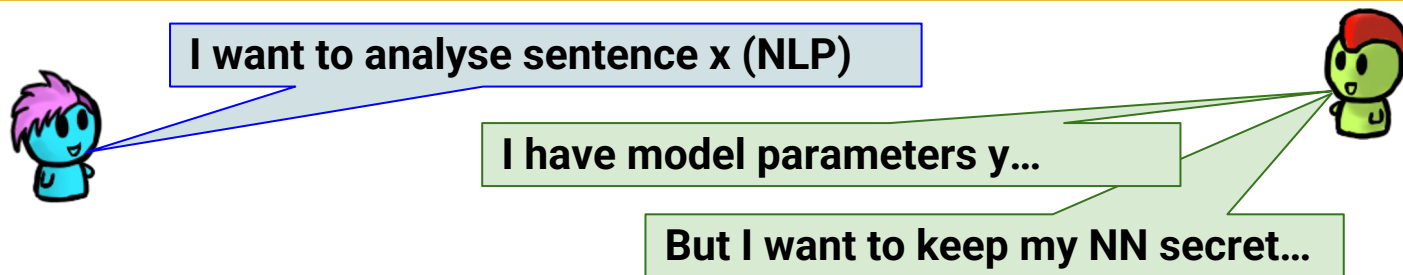 I want to analyse sentence x (NLP)
I have model parameters y…
But I want to keep my NN secret…